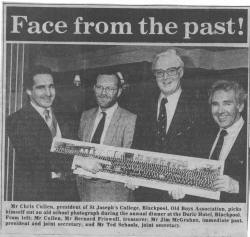 Face from the past!
Mr Chris Cullen, president of St Joseph's College, Blackpool, Old Boys Association, picks
himself out on an old school photograph during the annual dinner at the Doric Hotel, Blackpool.
From left: Mr Cullen, Mr Bernard treasurer; Mr Jim McGrahan, immediate past
president and joint secretary, and Mr Ted Schools, joint secretary.